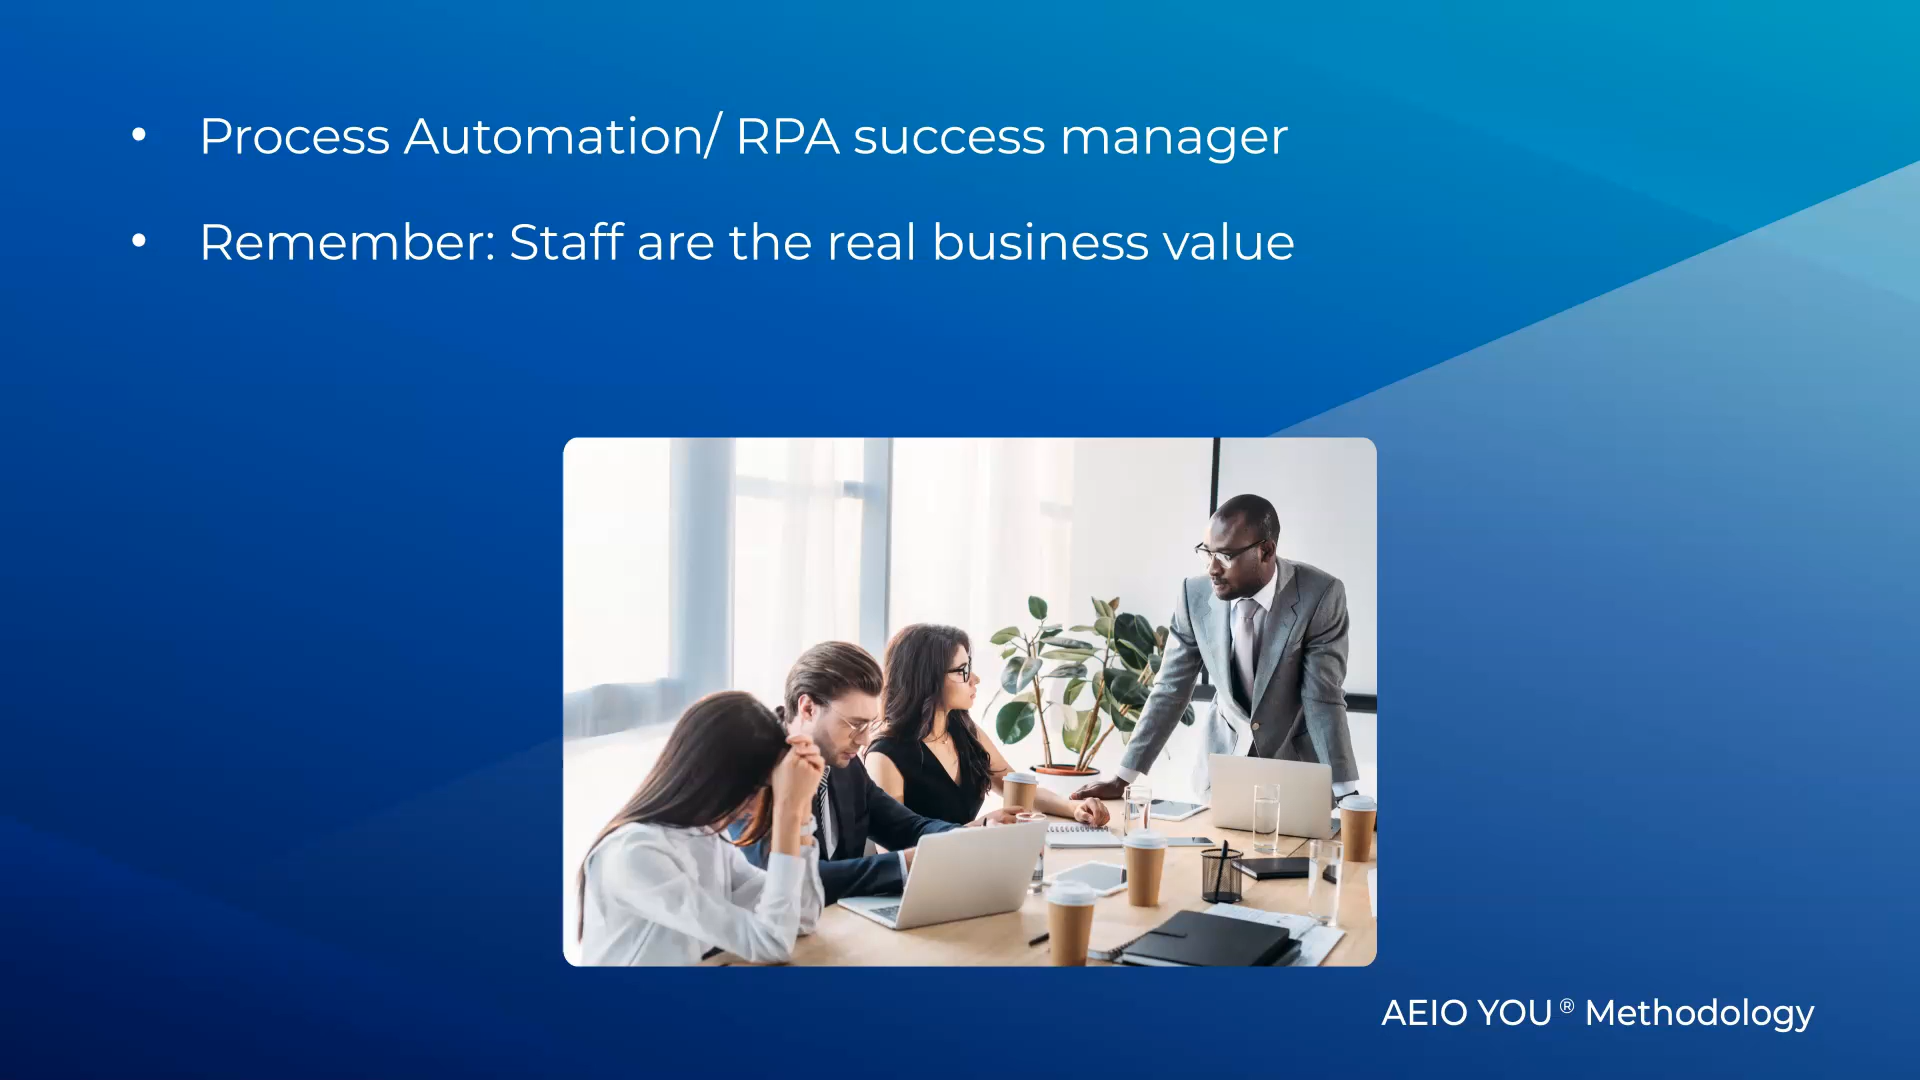 • Process Automation/ RPA success manager
• Remember: Staff are the real business value
AEIO YOU® Methodology